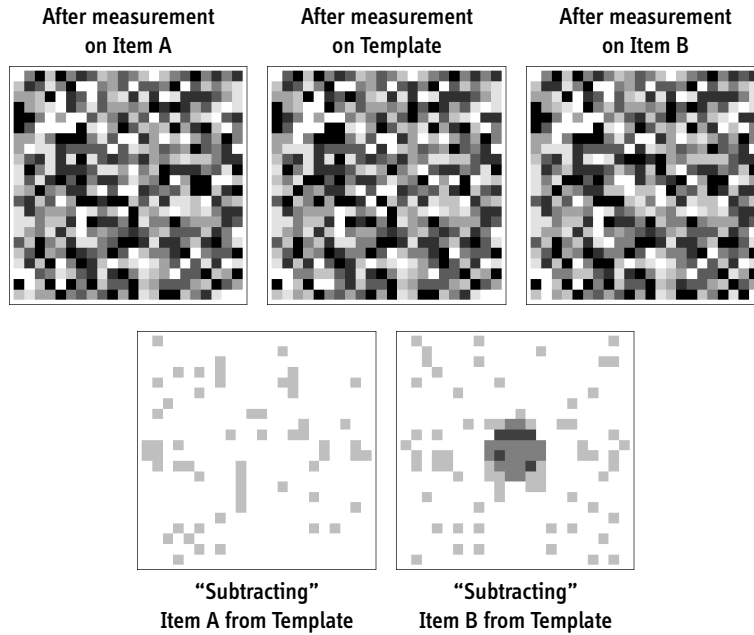 After measurement
on Item A
After measurement
on Template
After measurement
on Item B
“Subtracting”
Item A from Template
“Subtracting”
Item B from Template